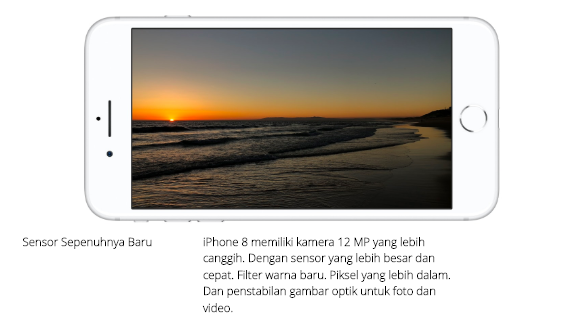 Sensor Sepenuhnya Baru
iPhone 8 memiliki kamera 12 MP yang lebih
canggih. Dengan sensor yang lebih besar dan
cepat. Filter warna baru. Piksel yang lebih dalam.
Dan penstabilan gambar optik untuk foto dan
video.